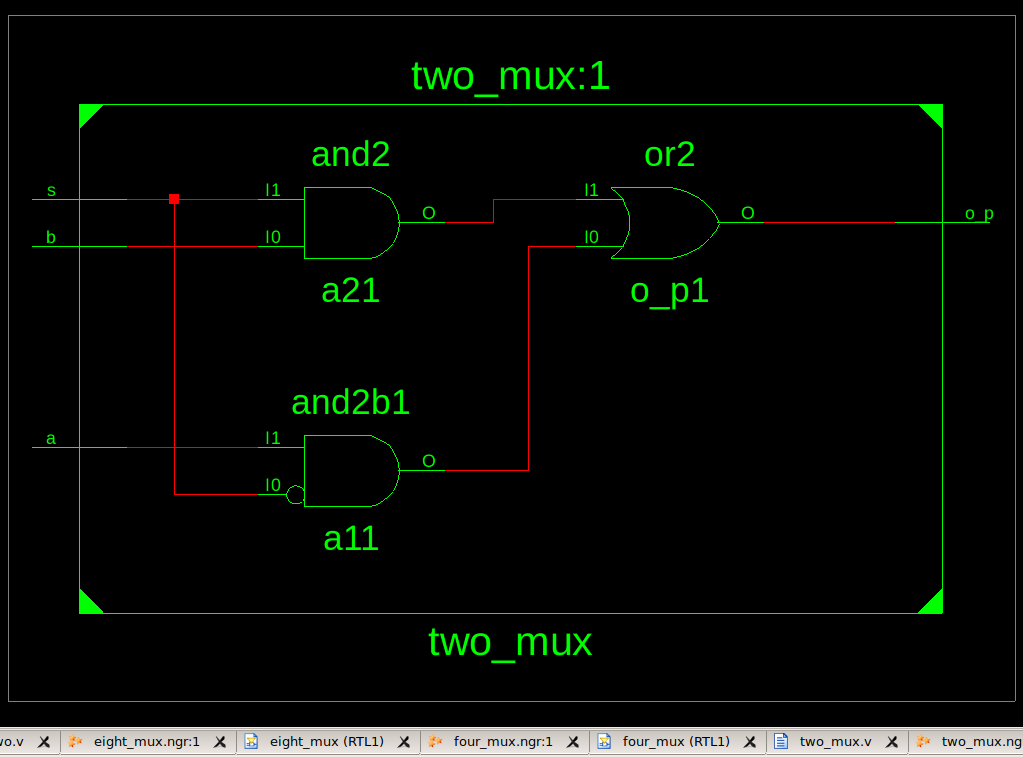 two_mux:1
and2
or2
s
I1
O
I1
O
o_p
b
I0
I0
a21
o_p1
and2b1
a
I1
O
I0
a11
two_mux
wo.v
eight_mux.ngr:1
eight_mux (RTL1)
four_mux.ngr:1
four_mux (RTL1)
two_mux.v
two_mux.ng